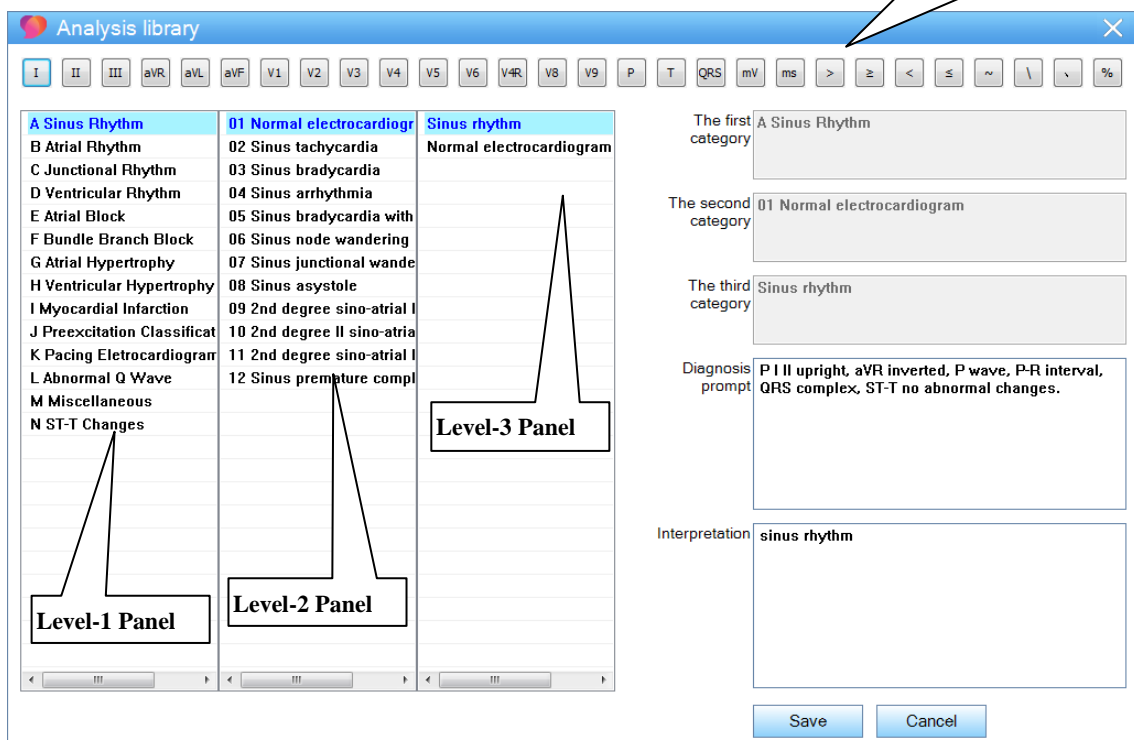 Analysis library
I II III aVR aVL aVF V1 V2 V3 V4 V5 V6 V4R V8 V9 P T QRS mV ms > ≥ < ≤ ~ \ 、 %
A Sinus Rhythm
B Atrial Rhythm
C Junctional Rhythm
D Ventricular Rhythm
E Atrial Block
F Bundle Branch Block
G Atrial Hypertrophy
H Ventricular Hypertrophy
I Myocardial Infarction
J Preexcitation Classificat
K Pacing Eletrocardiogram
L Abnormal Q Wave
M Miscellaneous
N ST-T Changes
Level-1 Panel
01 Normal electrocardiogr
02 Sinus tachycardia
03 Sinus bradycardia
04 Sinus arrhythmia
05 Sinus bradycardia with
06 Sinus node wandering
07 Sinus junctional wande
08 Sinus asystole
09 2nd degree sino-atrial I
10 2nd degree II sino-atria
11 2nd degree sino-atrial I
12 Sinus premature compl
Level-2 Panel
Sinus rhythm
Normal electrocardiogram
Level-3 Panel
The first
category
A Sinus Rhythm
The second
category
01 Normal electrocardiogram
The third
category
Sinus rhythm
Diagnosis
prompt
P I II upright, aVR inverted, P wave, P-R interval,
QRS complex, ST-T no abnormal changes.
Interpretation
sinus rhythm
Save Cancel